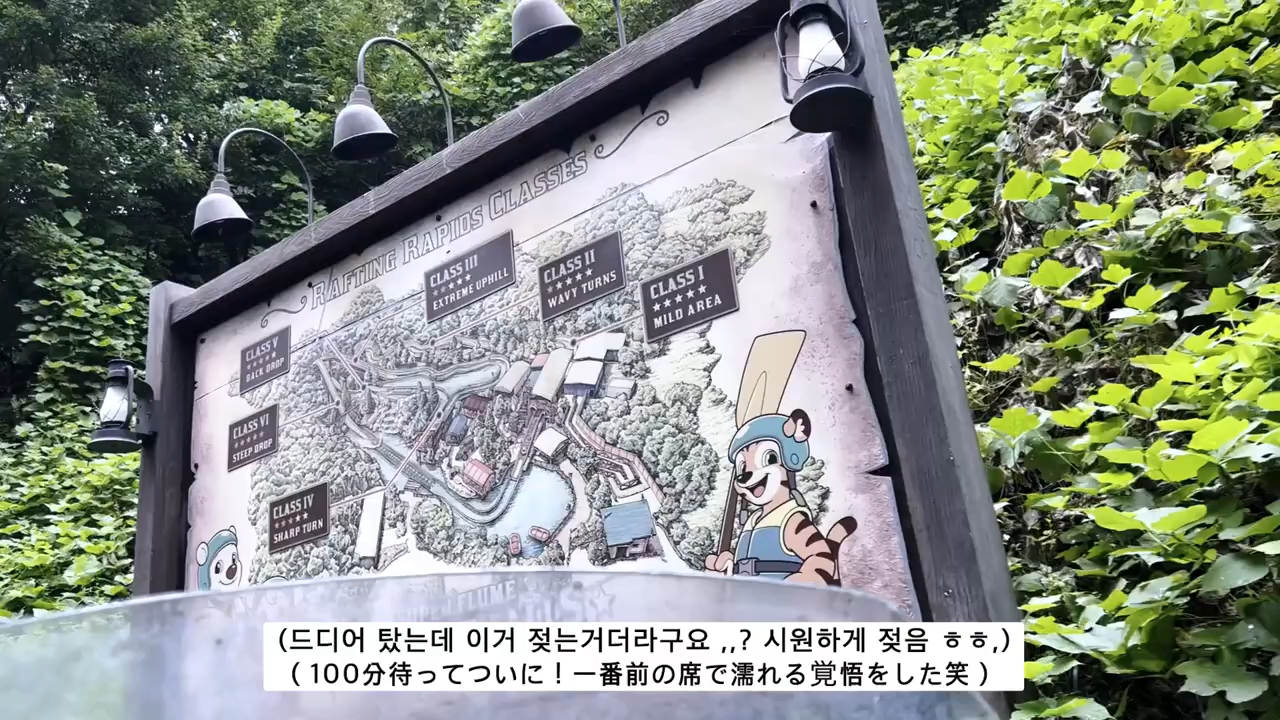 RAFTING RAPIDS CLASSES
CLASS III
EXTREME UPHILL
CLASS II
WAVY TURNS
CLASS I
MILD AREA
CLASS V
BACK DROP
CLASS VI
STEEP DROP
CLASS IV
SHARP TURN
FLUME
(드디어 탔는데 이거 젖는거더라구요 ,,? 시원하게 젖음 ㅎㅎ,)
(100分待ってついに！一番前の席で濡れる覚悟をした笑)